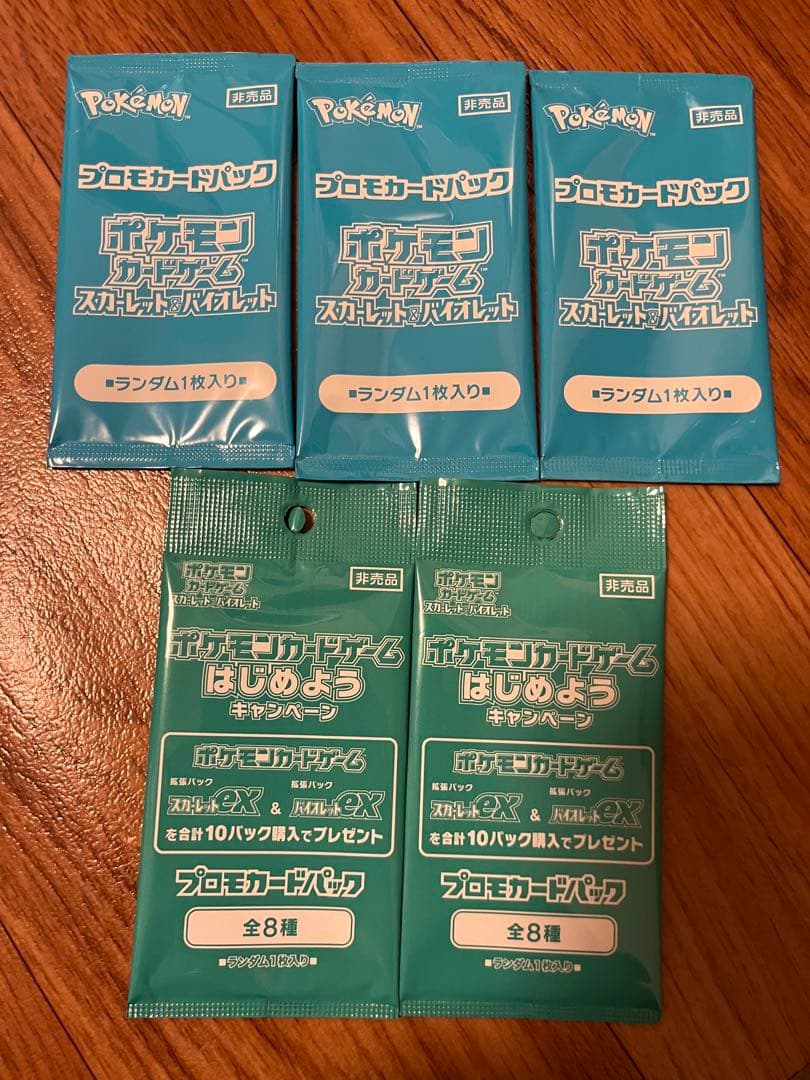 POKéMON™ 非売品
プロモカードパック
ポケモン
カードゲーム™
スカーレット&バイオレット
■ランダム1枚入り■
POKéMON™ 非売品
プロモカードパック
ポケモン
カードゲーム™
スカーレット&バイオレット
■ランダム1枚入り■
POKéMON™ 非売品
プロモカードパック
ポケモン
カードゲーム™
スカーレット&バイオレット
■ランダム1枚入り■
ポケモン
カードゲーム
スカーレット&バイオレット
非売品
ポケモンカードゲーム
はじめよう
キャンペーン
ポケモンカードゲーム
拡張パック 拡張パック
スカーレットex & バイオレットex
を合計10パック購入でプレゼント
プロモカードパック
全8種
■ランダム1枚入り■
ポケモン
カードゲーム
スカーレット&バイオレット
非売品
ポケモンカードゲーム
はじめよう
キャンペーン
ポケモンカードゲーム
拡張パック 拡張パック
スカーレットex & バイオレットex
を合計10パック購入でプレゼント
プロモカードパック
全8種
■ランダム1枚入り■